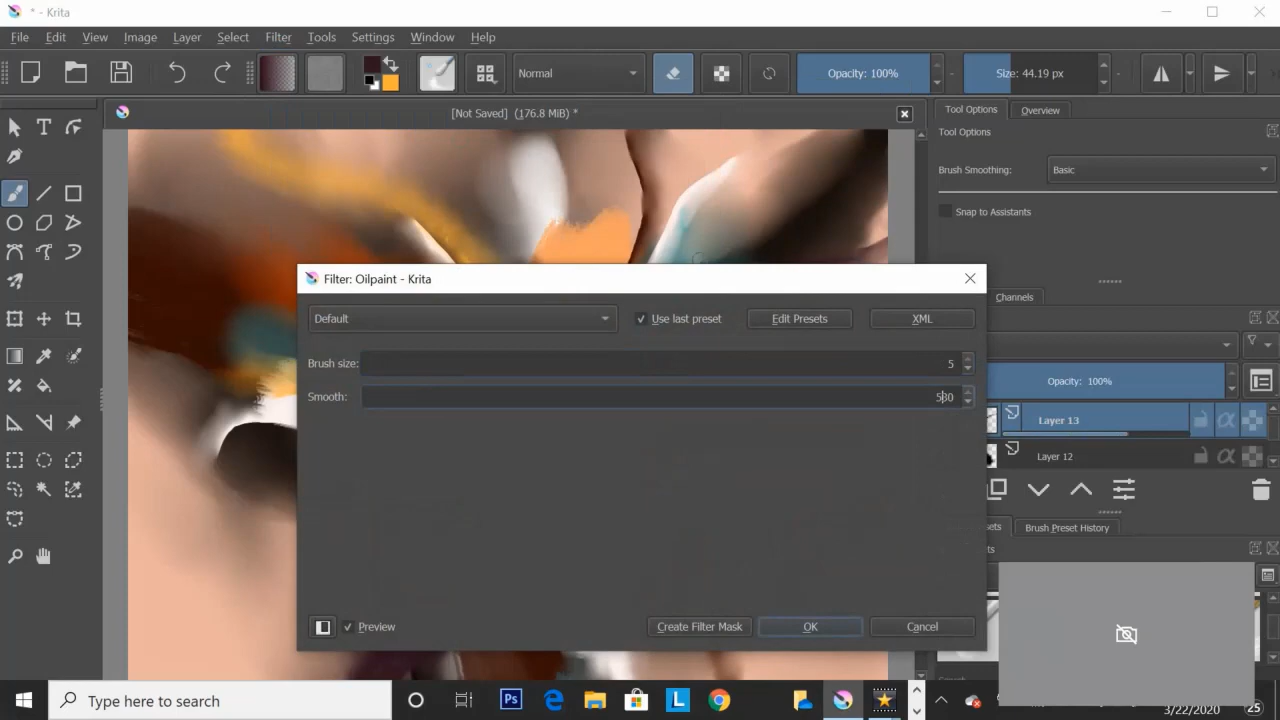 * - Krita
File Edit View Image Layer Select Filter Tools Settings Window Help
Normal
Opacity: 100%
Size: 44.19 px
[Not Saved] (176.8 MiB) *
Tool Options Overview
Tool Options
Brush Smoothing: Basic
Snap to Assistants
Filter: Oilpaint - Krita
Channels
Default
Use last preset
Edit Presets
XML
Brush size: 5
Smooth: 580
Opacity: 100%
Layer 13
Layer 12
Brush Preset History
Preview
Create Filter Mask
OK
Cancel
Type here to search
Ps
L
3/22/2020
25